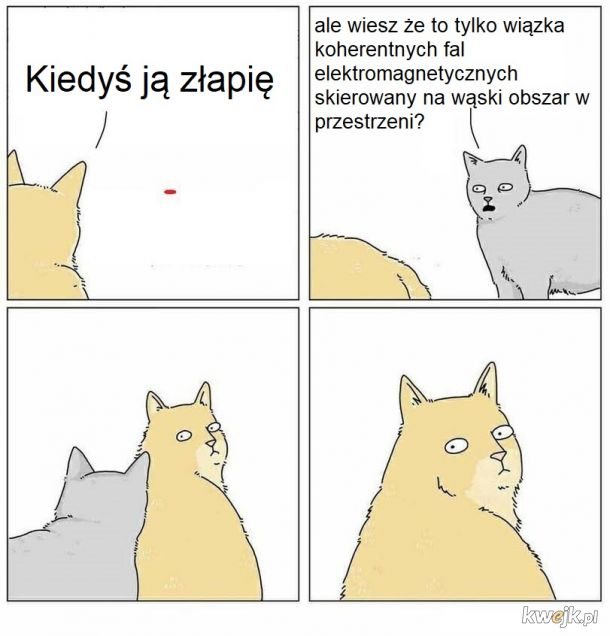 Kiedyś ją złapię
ale wiesz że to tylko wiązka
koherentnych fal
elektromagnetycznych
skierowany na wąski obszar w
przestrzeni?
kwejk.pl